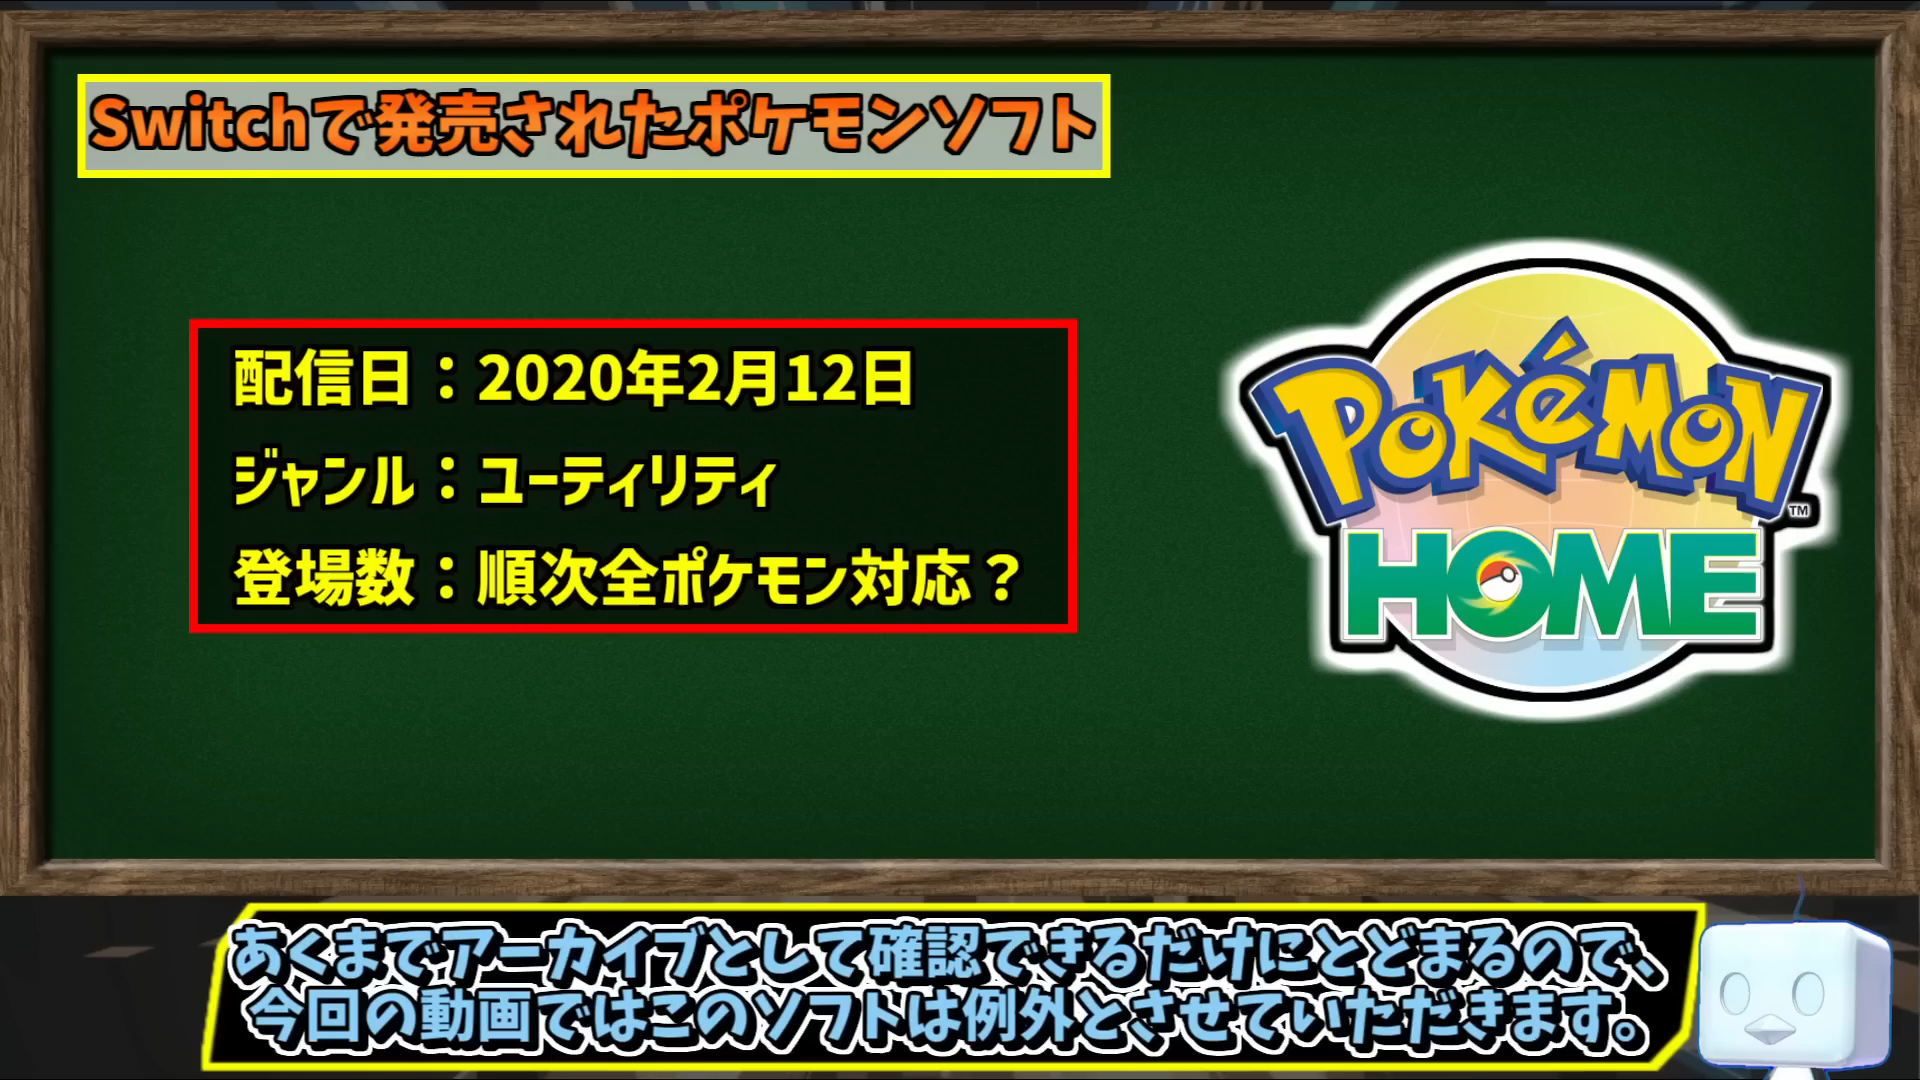 Switchで発売されたポケモンソフト
配信日：2020年2月12日
ジャンル：ユーティリティ
登場数：順次全ポケモン対応？
POKéMON
TM
HOME
あくまでアーカイブとして確認できるだけにとどまるので、
今回の動画ではこのソフトは例外とさせていただきます。